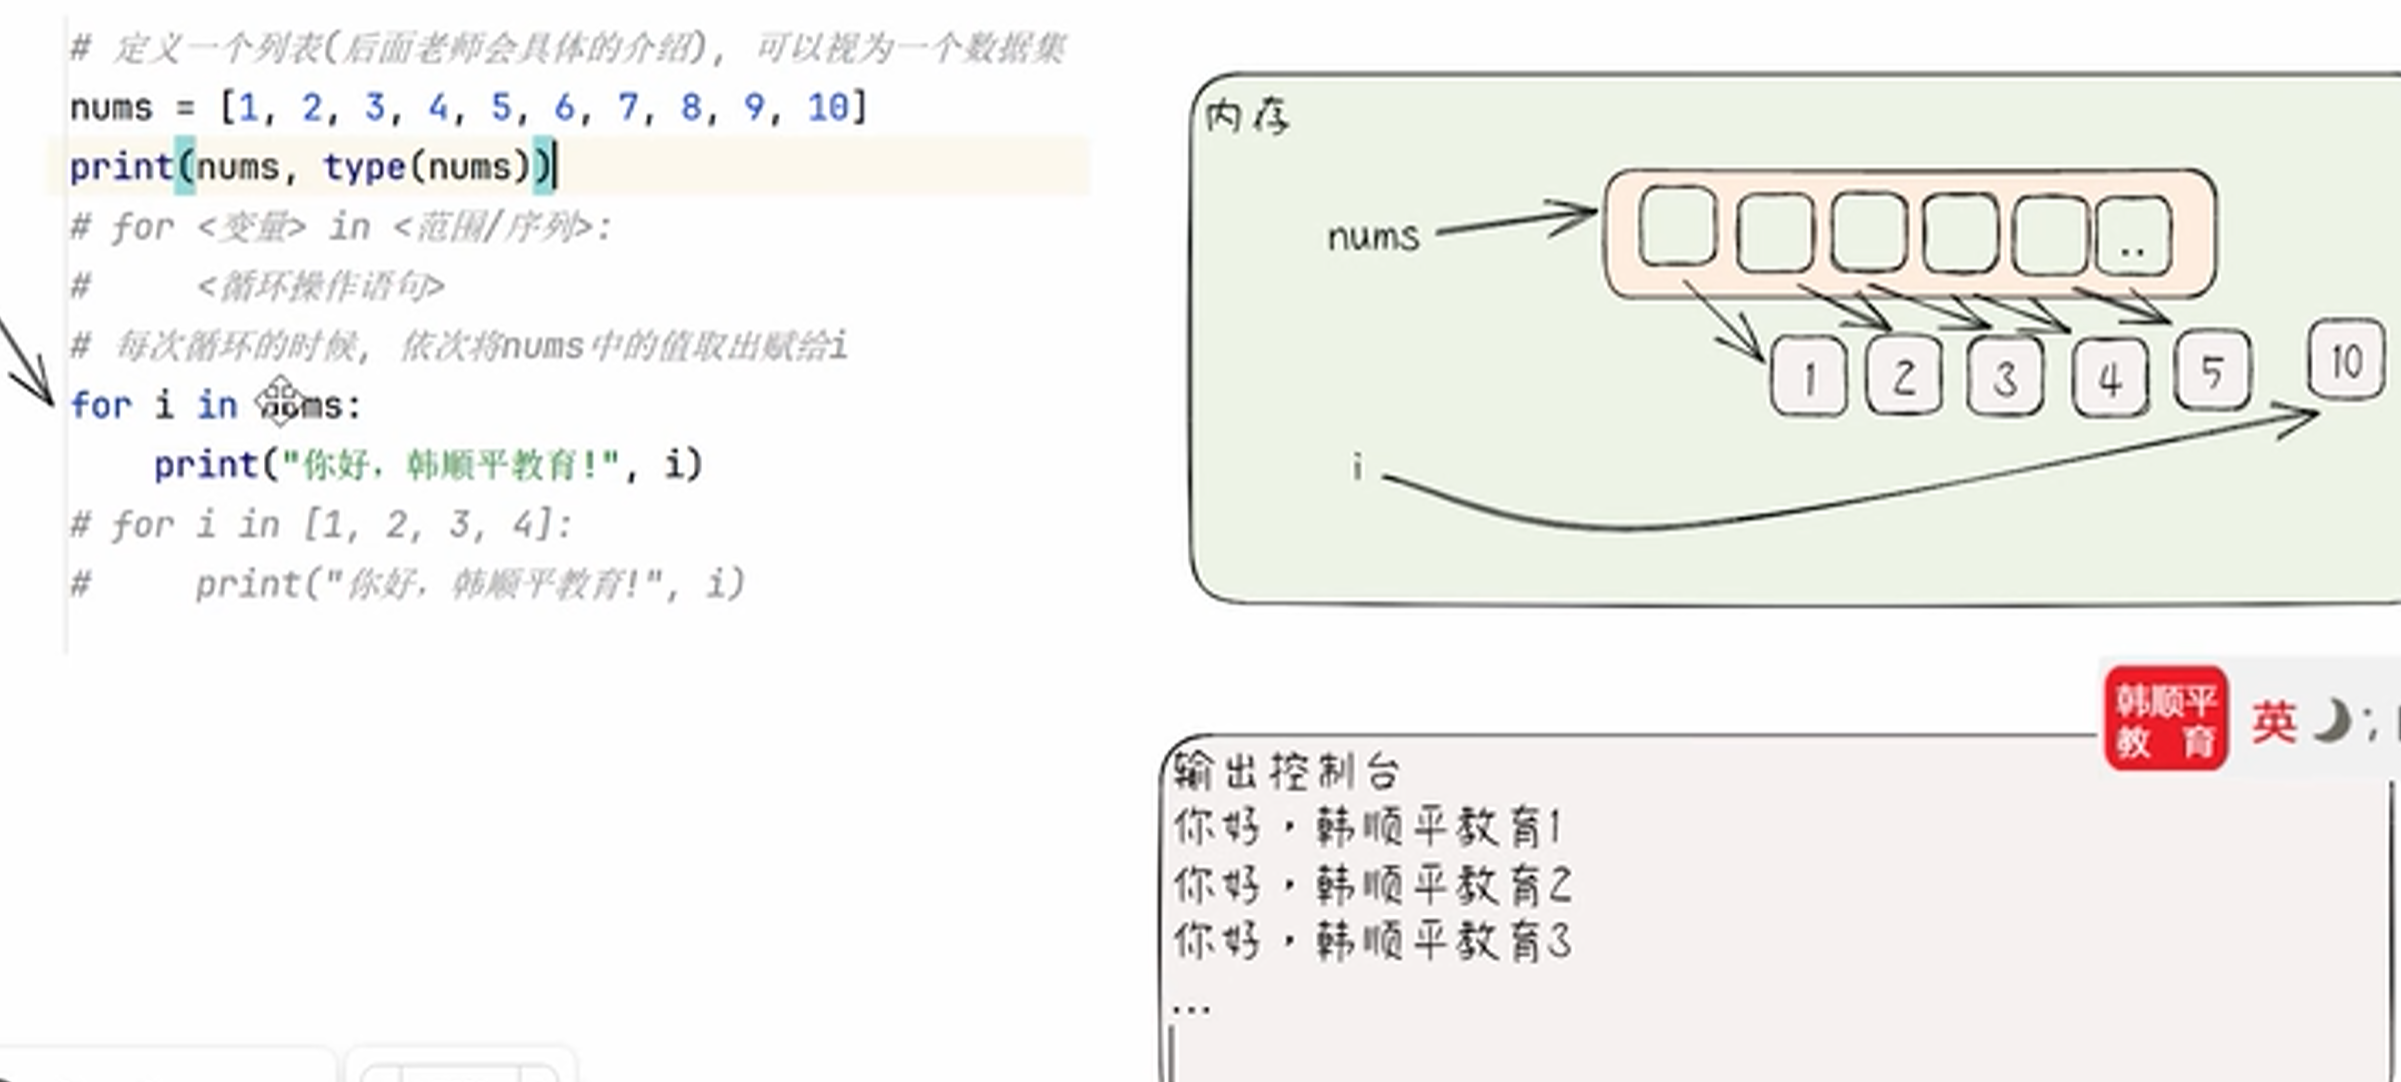 # 定义一个列表(后面老师会具体的介绍), 可以视为一个数据集
nums = [1, 2, 3, 4, 5, 6, 7, 8, 9, 10]
print(nums, type(nums))
# for <变量> in <范围/序列>:
#     <循环操作语句>
# 每次循环的时候, 依次将nums中的值取出赋给i
for i in nums:
    print("你好，韩顺平教育!", i)
# for i in [1, 2, 3, 4]:
#     print("你好，韩顺平教育!", i)
内存
nums
..
1 2 3 4 5 10
i
韩顺平
教 育
英
输出控制台
你好，韩顺平教育1
你好，韩顺平教育2
你好，韩顺平教育3
...